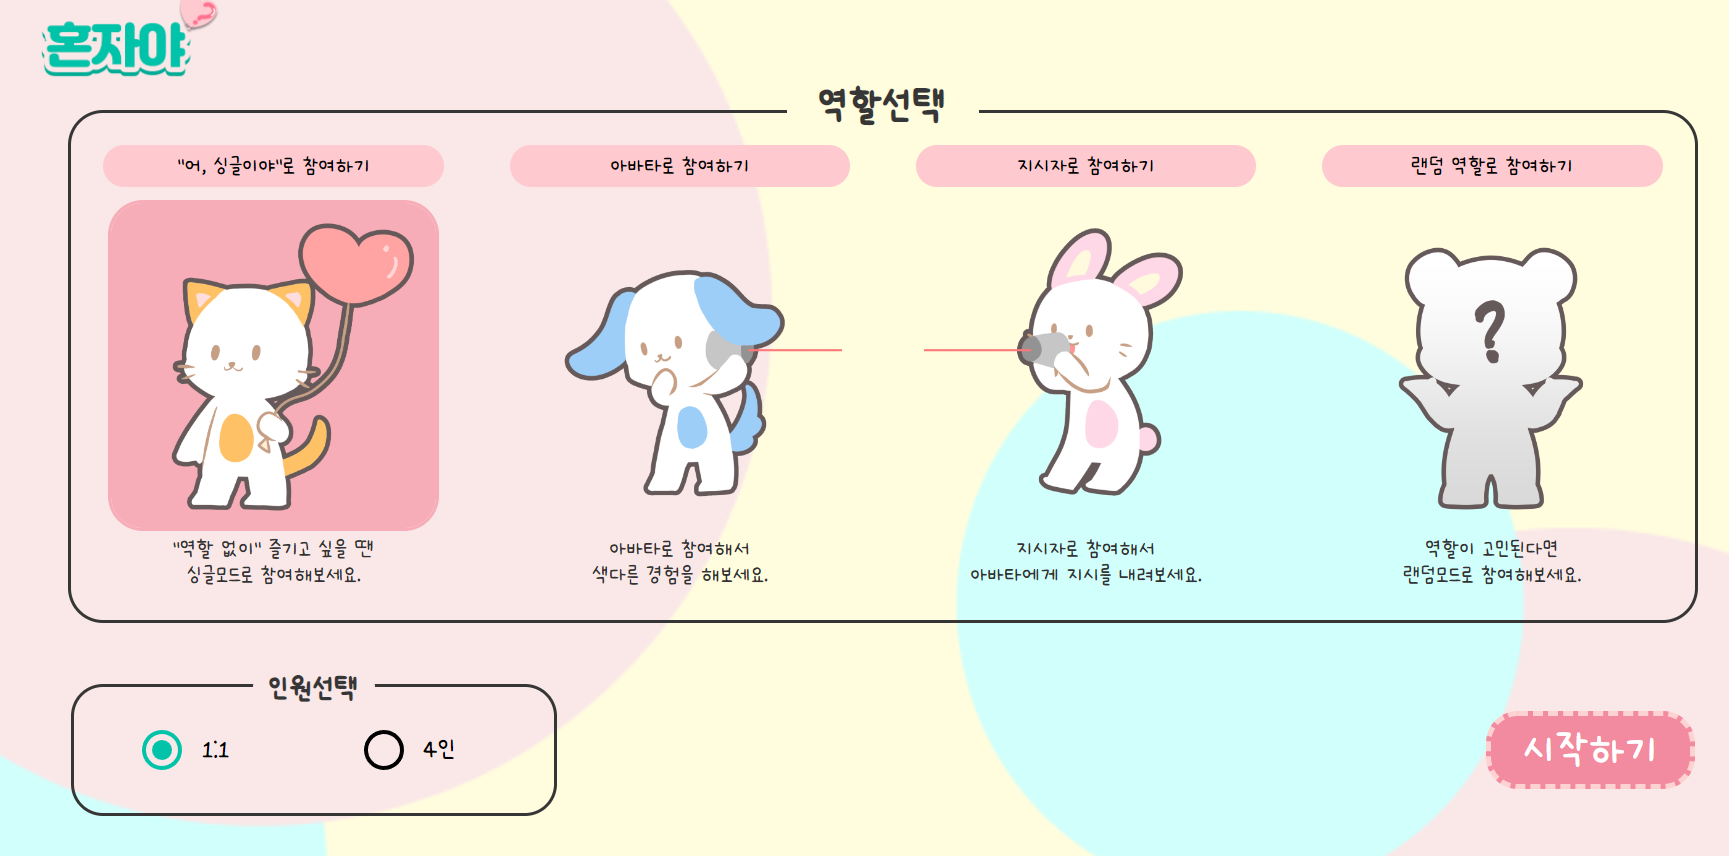 혼자야
?
역할선택
"어, 싱글이야"로 참여하기
아바타로 참여하기
지시자로 참여하기
랜덤 역할로 참여하기
?
"역할 없이" 즐기고 싶을 땐
싱글모드로 참여해보세요.
아바타로 참여해서
색다른 경험을 해보세요.
지시자로 참여해서
아바타에게 지시를 내려보세요.
역할이 고민된다면
랜덤모드로 참여해보세요.
인원선택
1:1
4인
시작하기